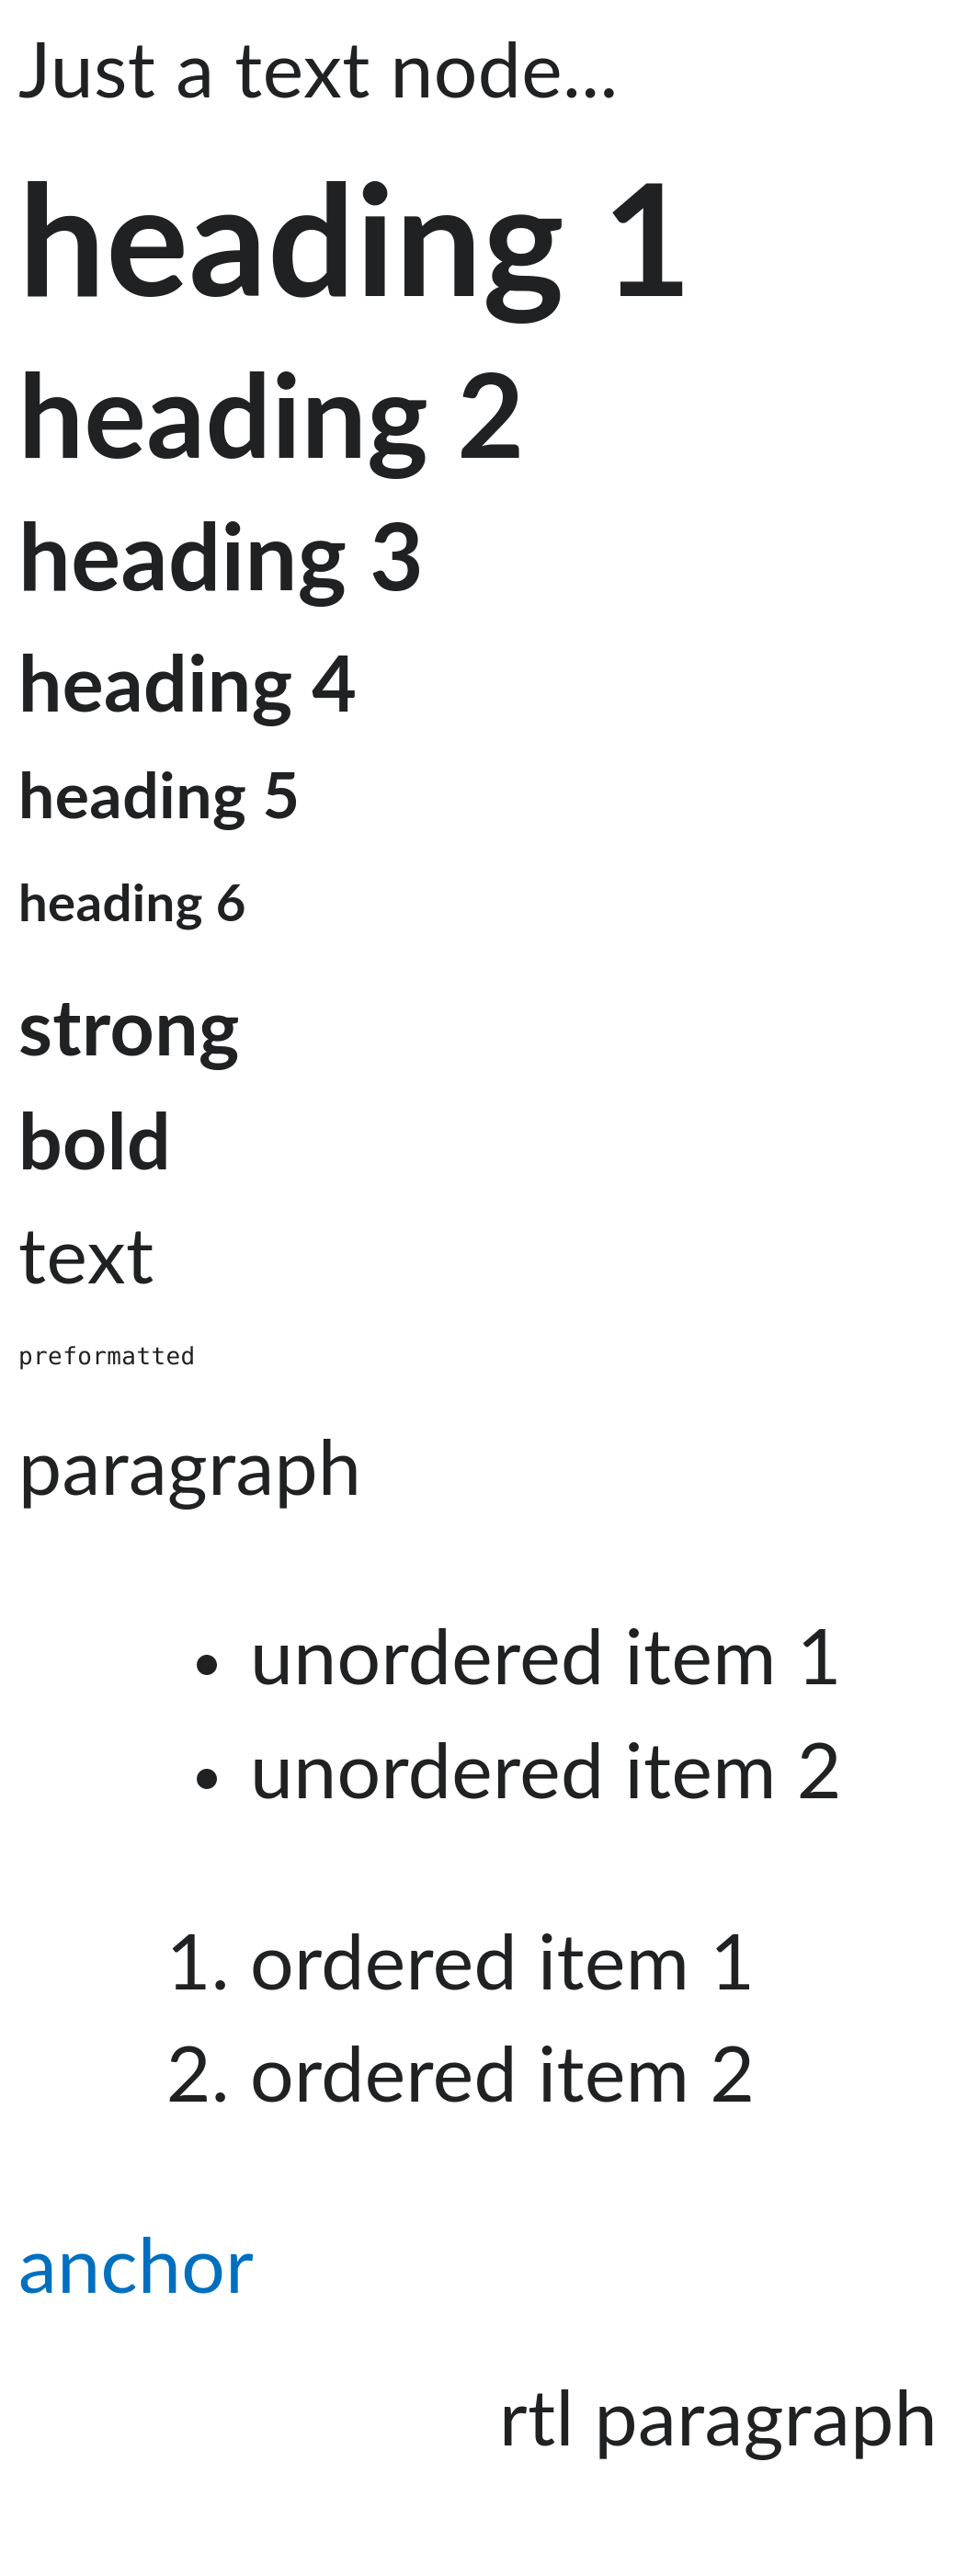 Just a text node...
heading 1
heading 2
heading 3
heading 4
heading 5
heading 6
strong
bold
text
preformatted
paragraph
• unordered item 1
• unordered item 2
1. ordered item 1
2. ordered item 2
anchor
rtl paragraph